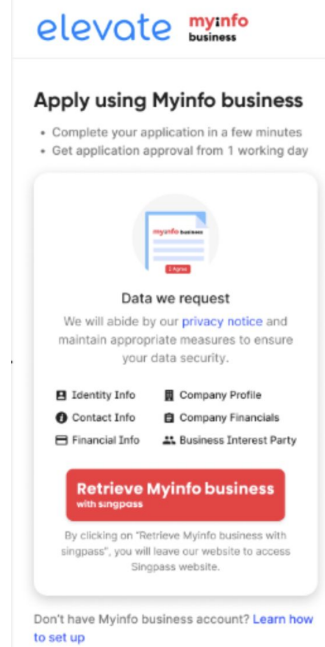 elevate myinfo
business
Apply using Myinfo business
• Complete your application in a few minutes
• Get application approval from 1 working day
myinfo business
I Agree
Data we request
We will abide by our privacy notice and
maintain appropriate measures to ensure
your data security.
Identity Info Company Profile
Contact Info Company Financials
Financial Info Business Interest Party
Retrieve Myinfo business
with singpass
By clicking on "Retrieve Myinfo business with
singpass", you will leave our website to access
Singpass website.
Don't have Myinfo business account? Learn how
to set up